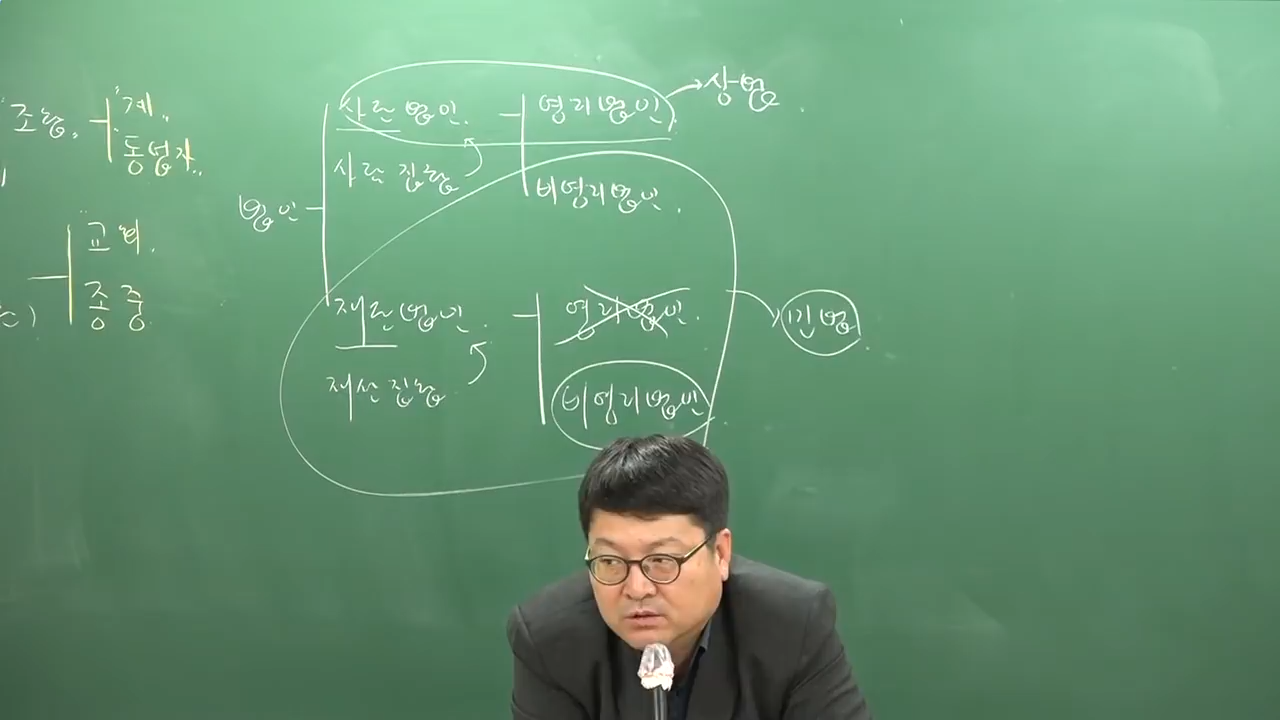 조합. "계"
동업자"
교회.
종중
법인
사단법인. 영리법인 → 상법
사람 집합 비영리법인.
재단법인. 영리법인. 민법
재산 집합 비영리법인